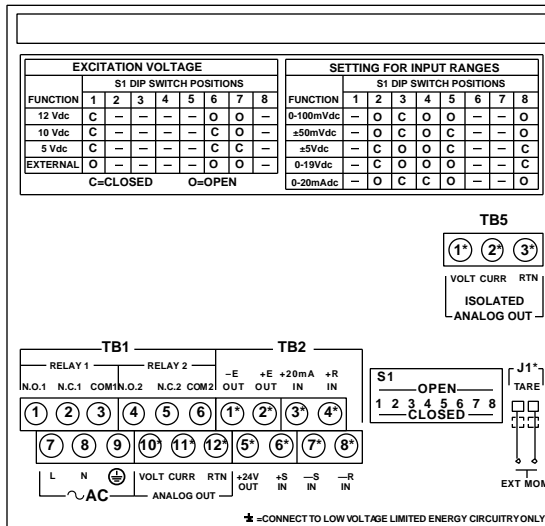 EXCITATION VOLTAGE
S1 DIP SWITCH POSITIONS
FUNCTION 1 2 3 4 5 6 7 8
12 Vdc C – – – – O O –
10 Vdc C – – – – C O –
5 Vdc C – – – – C C –
EXTERNAL O – – – – O O –
C=CLOSED O=OPEN
SETTING FOR INPUT RANGES
S1 DIP SWITCH POSITIONS
FUNCTION 1 2 3 4 5 6 7 8
0-100mVdc – O C O O – – O
±50mVdc – O C O C – – O
±5Vdc – C O O O – – C
0-19Vdc – C O O C – – C
0-20mAdc – O C C O – – O
TB5
1* 2* 3*
VOLT CURR RTN
ISOLATED
ANALOG OUT
TB1 TB2
RELAY 1 RELAY 2
–E OUT +E OUT +20mA IN +R IN
N.O.1 N.C.1 COM1 N.O.2 N.C.2 COM2
1 2 3 4 5 6 1* 2* 3* 4*
7 8 9 10* 11* 12* 5* 6* 7* 8*
L N VOLT CURR RTN +24V OUT +S IN –S IN –R IN
AC ANALOG OUT
S1
OPEN
1 2 3 4 5 6 7 8
CLOSED
J1*
TARE
EXT MOM
* =CONNECT TO LOW VOLTAGE LIMITED ENERGY CIRCUITRY ONLY